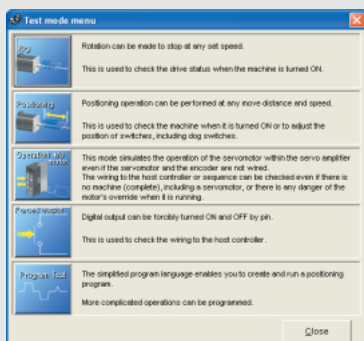 Test mode menu
Jog
Rotation can be made to stop at any set speed.
This is used to check the drive status when the machine is turned ON.
Positioning
Positioning operation can be performed at any move distance and speed.
This is used to check the machine when it is turned ON or to adjust the
position of switches, including dog switches.
Operation w/o
motor
This mode simulates the operation of the servomotor within the servo amplifier
even if the servomotor and the encoder are not wired.
The wiring to the host controller or sequence can be checked even if there is
no machine (complete), including a servomotor, or there is any danger of the
motor's override when it is running.
Forced output
Digital output can be forcibly turned ON and OFF by pin.
This is used to check the wiring to the host controller.
Program Test
The simplified program language enables you to create and run a positioning
program.
More complicated operations can be programmed.
Close